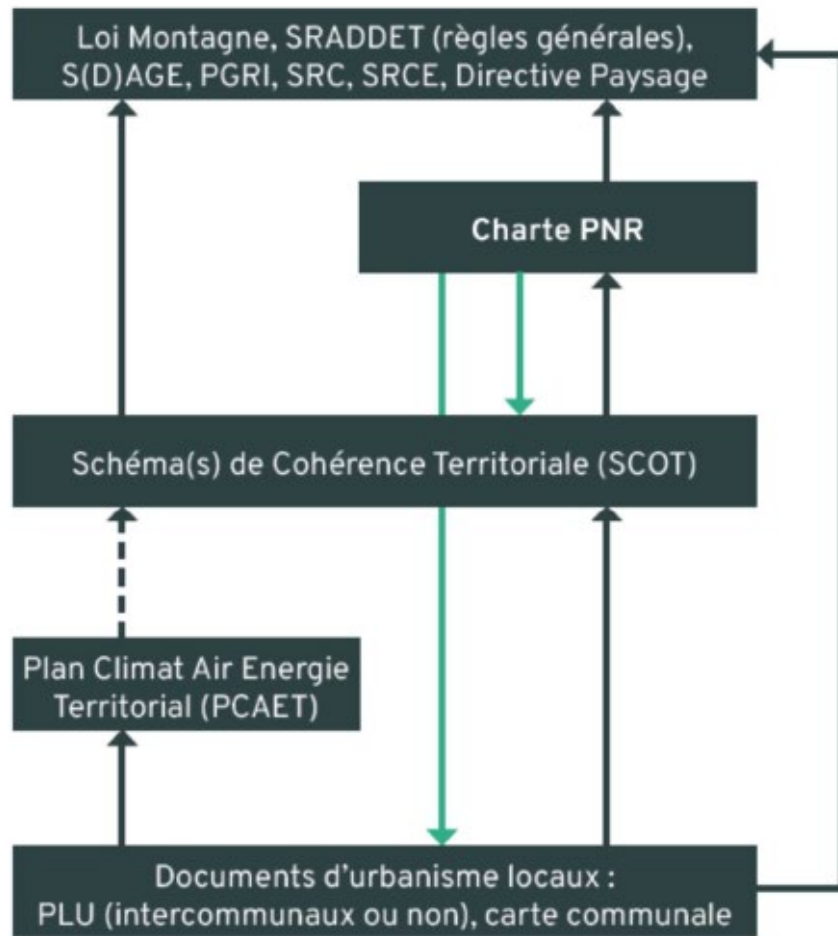 Loi Montagne, SRADDET (règles générales),
S(D)AGE, PGRI, SRC, SRCE, Directive Paysage
Charte PNR
Schéma(s) de Cohérence Territoriale (SCOT)
Plan Climat Air Energie
Territorial (PCAET)
Documents d'urbanisme locaux :
PLU (intercommunaux ou non), carte communale